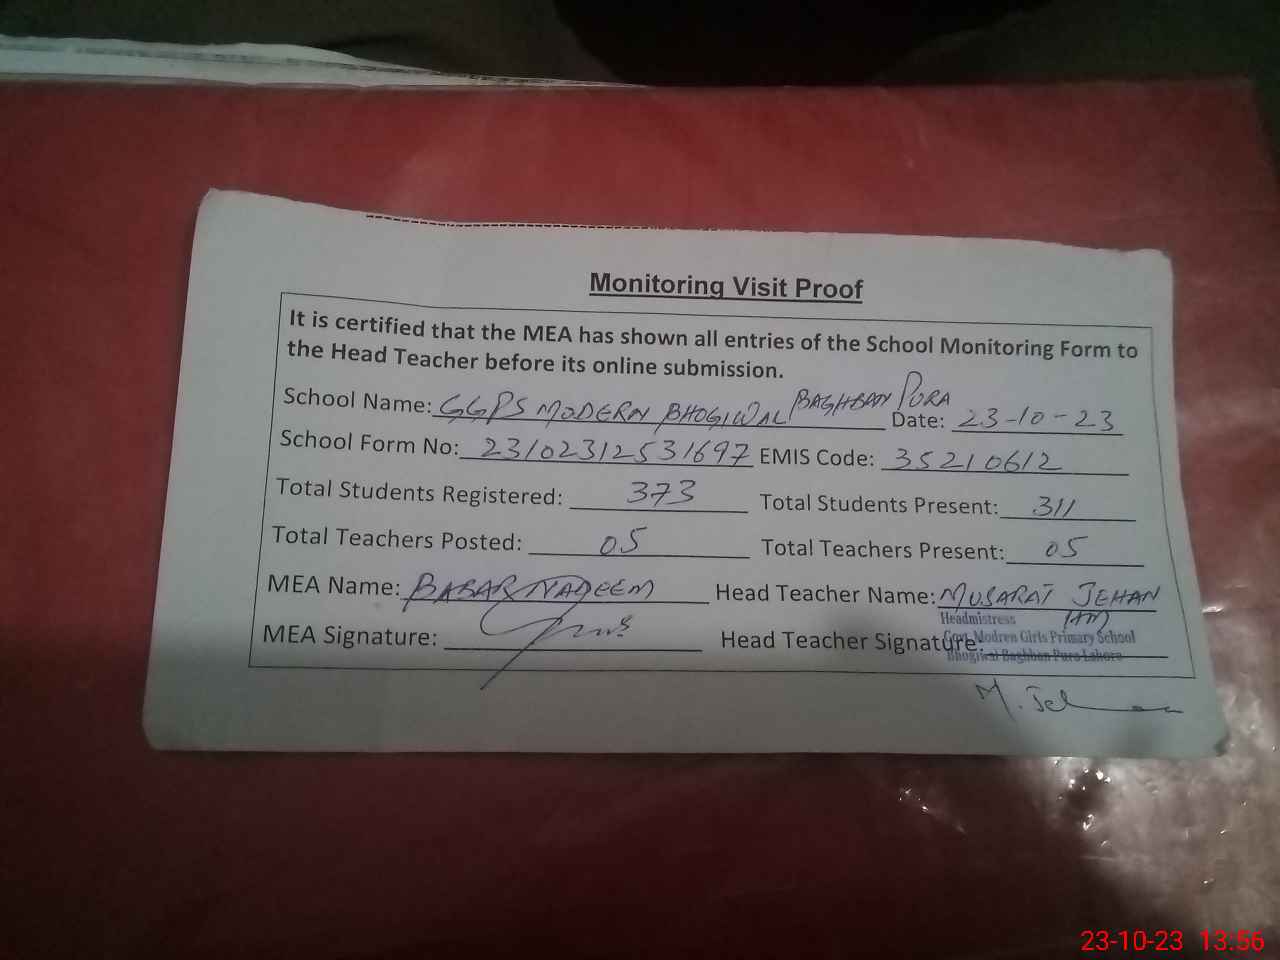 Monitoring Visit Proof
It is certified that the MEA has shown all entries of the School Monitoring Form to
the Head Teacher before its online submission.
School Name: GGPS MODERN BHOGIWAL BAGHBAN PURA Date: 23-10-23
School Form No: 23102312531697 EMIS Code: 35210612
Total Students Registered: 373 Total Students Present: 311
Total Teachers Posted: 05 Total Teachers Present: 05
MEA Name: BABAR NADEEM Head Teacher Name: MUSARAT JEHAN
Headmistress
MEA Signature: Head Teacher Signature:
Govt. Modren Girls Primary School
Bhogiwal Baghban Pura Lahore
23-10-23 13:56